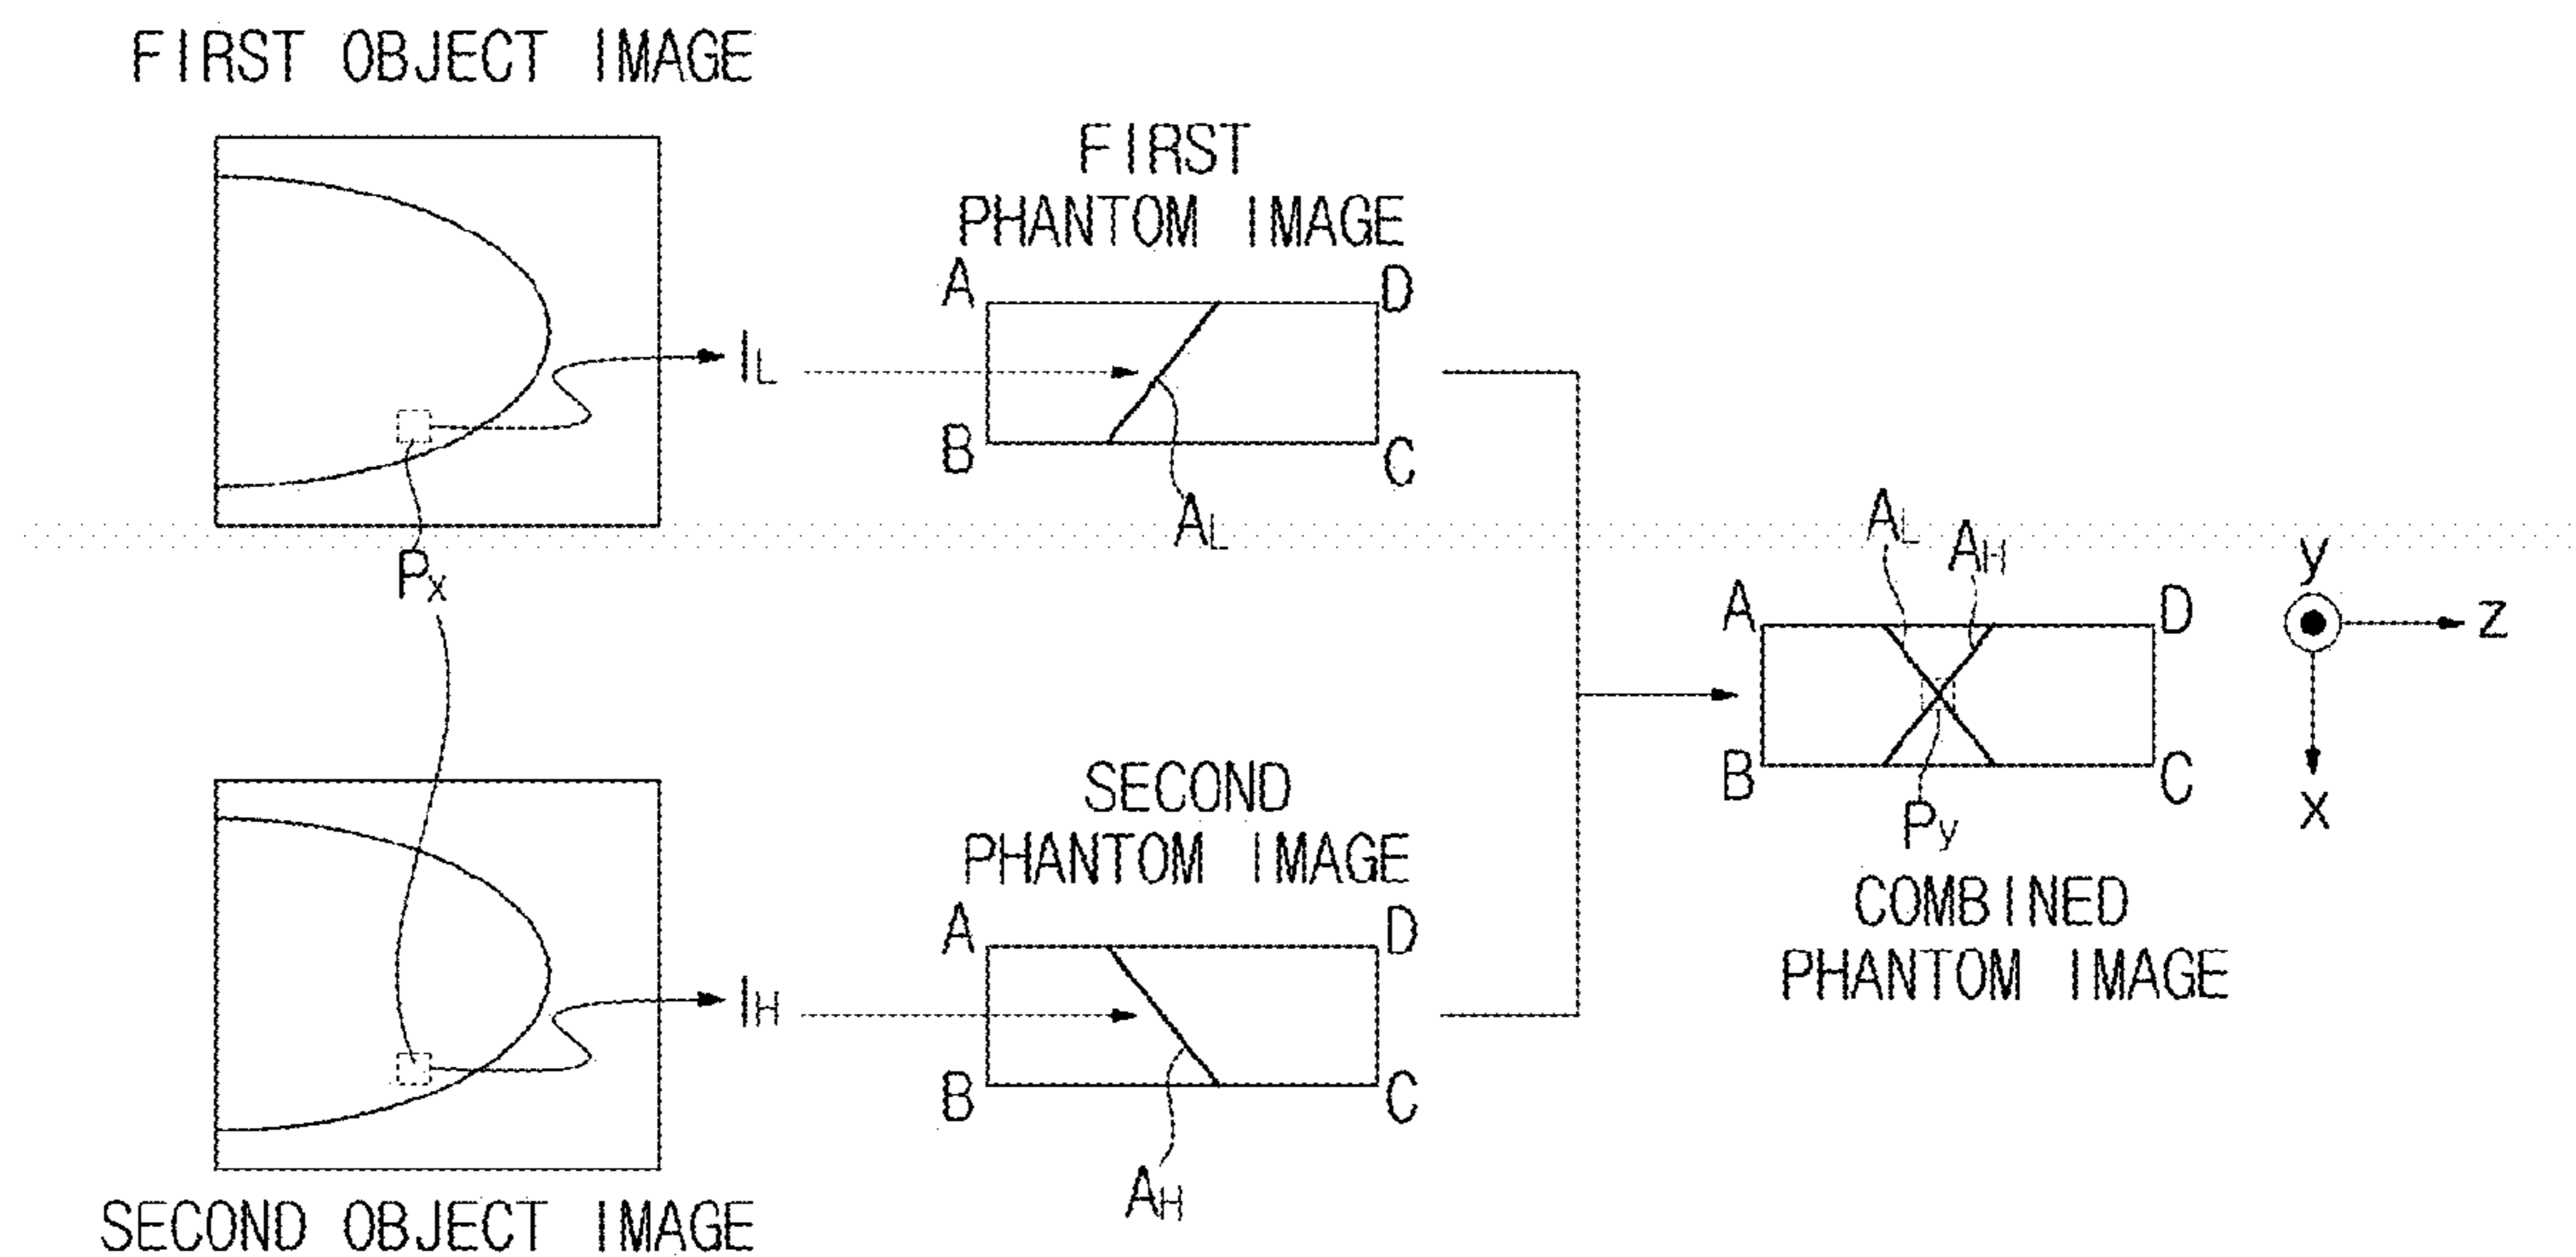 FIRST OBJECT IMAGE
FIRST
PHANTOM IMAGE
A
D
IL
B
C
AL
Px
AL
AH
y
A
D
z
B
C
Py
x
COMBINED
PHANTOM IMAGE
SECOND
PHANTOM IMAGE
A
D
IH
B
C
AH
SECOND OBJECT IMAGE